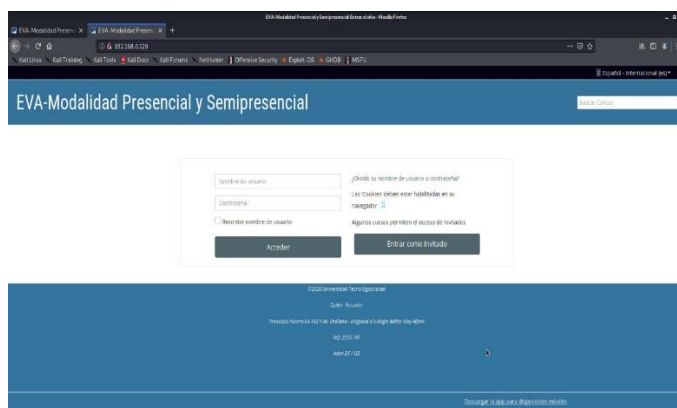 EVA-Modalidad Presencial y Semipresencial: Entrar al sitio - Mozilla Firefox
EVA-Modalidad Presenc
EVA-Modalidad Presenc
192.168.0.129
Kali Linux Kali Training Kali Tools Kali Docs Kali Forums NetHunter Offensive Security Exploit-DB GHDB MSFU
Español - Internacional (es)
EVA-Modalidad Presencial y Semipresencial
Buscar Cursos
Nombre de usuario
Contraseña
Recordar nombre de usuario
Acceder
¿Olvidó su nombre de usuario o contraseña?
Las 'Cookies' deben estar habilitadas en su
navegador
Algunos cursos permiten el acceso de invitados
Entrar como invitado
©2020 Universidad Tecnológica Israel
Quito - Ecuador
Descargar la app para dispositivos móviles